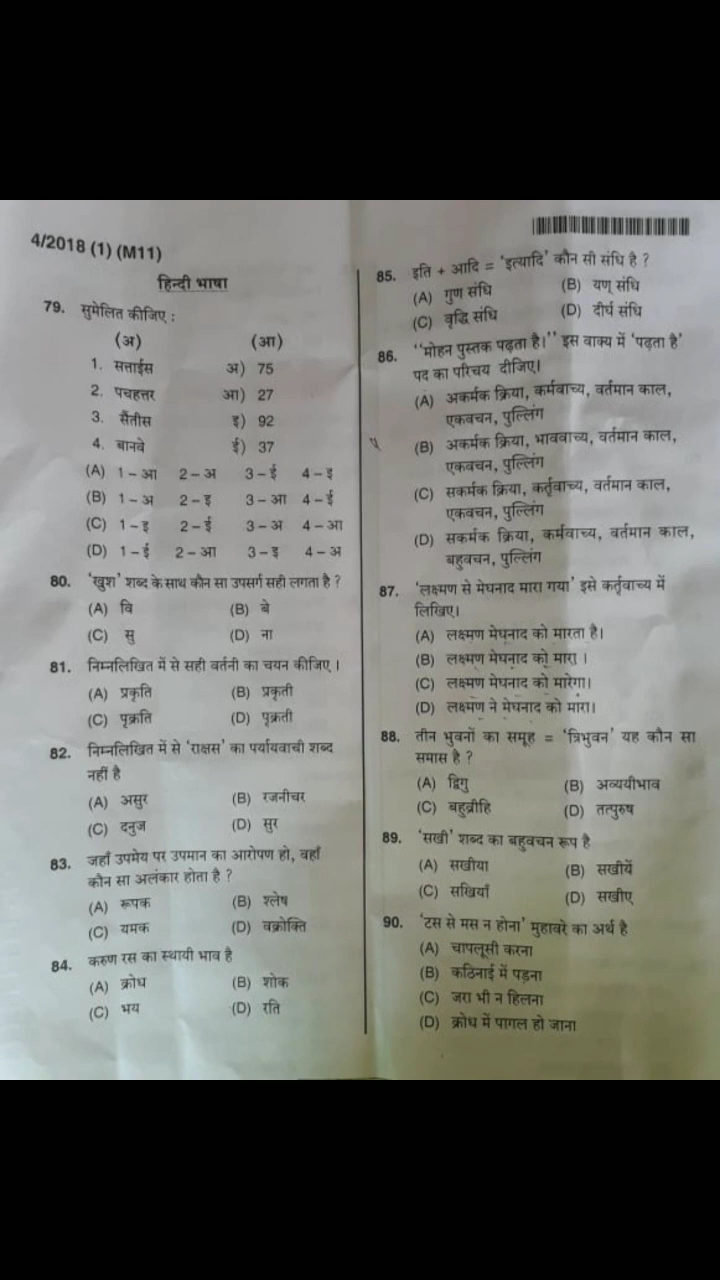 4/2018 (1) (M11)
हिन्दी भाषा
79. सुमेलित कीजिए :
(अ) (आ)
1. सत्ताईस अ) 75
2. पचहत्तर आ) 27
3. सैंतीस इ) 92
4. बानवे ई) 37
(A) 1 – आ 2 – अ 3 – ई 4 – इ
(B) 1 – अ 2 – इ 3 – आ 4 – ई
(C) 1 – इ 2 – ई 3 – अ 4 – आ
(D) 1 – ई 2 – आ 3 – इ 4 – अ
80. 'खुश' शब्द के साथ कौन सा उपसर्ग सही लगता है ?
(A) वि (B) बे
(C) सु (D) ना
81. निम्नलिखित में से सही वर्तनी का चयन कीजिए ।
(A) प्रकृति (B) प्रकृती
(C) पृक्रति (D) पृक्रती
82. निम्नलिखित में से 'राक्षस' का पर्यायवाची शब्द
नहीं है
(A) असुर (B) रजनीचर
(C) दनुज (D) सुर
83. जहाँ उपमेय पर उपमान का आरोपण हो, वहाँ
कौन सा अलंकार होता है ?
(A) रूपक (B) श्लेष
(C) यमक (D) वक्रोक्ति
84. करुण रस का स्थायी भाव है
(A) क्रोध (B) शोक
(C) भय (D) रति
85. इति + आदि = 'इत्यादि' कौन सी संधि है ?
(A) गुण संधि (B) यण् संधि
(C) वृद्धि संधि (D) दीर्घ संधि
86. ''मोहन पुस्तक पढ़ता है।'' इस वाक्य में 'पढ़ता है'
पद का परिचय दीजिए।
(A) अकर्मक क्रिया, कर्मवाच्य, वर्तमान काल,
एकवचन, पुल्लिंग
(B) अकर्मक क्रिया, भाववाच्य, वर्तमान काल,
एकवचन, पुल्लिंग
(C) सकर्मक क्रिया, कर्तृवाच्य, वर्तमान काल,
एकवचन, पुल्लिंग
(D) सकर्मक क्रिया, कर्मवाच्य, वर्तमान काल,
बहुवचन, पुल्लिंग
87. 'लक्ष्मण से मेघनाद मारा गया' इसे कर्तृवाच्य में
लिखिए।
(A) लक्ष्मण मेघनाद को मारता है।
(B) लक्ष्मण मेघनाद को मारा ।
(C) लक्ष्मण मेघनाद को मारेगा।
(D) लक्ष्मण ने मेघनाद को मारा।
88. तीन भुवनों का समूह = 'त्रिभुवन' यह कौन सा
समास है ?
(A) द्विगु (B) अव्ययीभाव
(C) बहुव्रीहि (D) तत्पुरुष
89. 'सखी' शब्द का बहुवचन रूप है
(A) सखीया (B) सखीयें
(C) सखियाँ (D) सखीए
90. 'टस से मस न होना' मुहावरे का अर्थ है
(A) चापलूसी करना
(B) कठिनाई में पड़ना
(C) जरा भी न हिलना
(D) क्रोध में पागल हो जाना